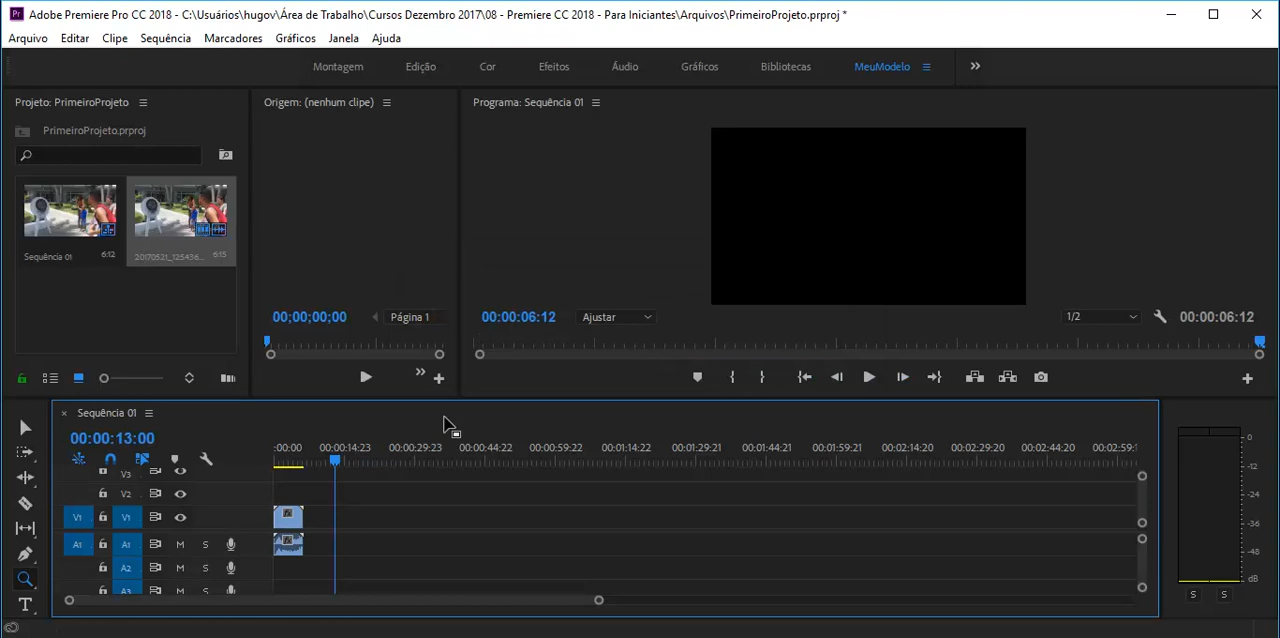 Pr Adobe Premiere Pro CC 2018 - C:\Usuários\hugov\Área de Trabalho\Cursos Dezembro 2017\08 - Premiere CC 2018 - Para Iniciantes\Arquivos\PrimeiroProjeto.prproj *
Arquivo Editar Clipe Sequência Marcadores Gráficos Janela Ajuda
Montagem Edição Cor Efeitos Áudio Gráficos Bibliotecas MeuModelo
Projeto: PrimeiroProjeto Origem: (nenhum clipe) Programa: Sequência 01
PrimeiroProjeto.prproj
Sequência 01 6:12 20170521_125436... 6:15
00;00;00;00 Página 1 00:00:06:12 Ajustar 1/2 00:00:06:12
Sequência 01
00:00:13:00
:00:00 00:00:14:23 00:00:29:23 00:00:44:22 00:00:59:22 00:01:14:22 00:01:29:21 00:01:44:21 00:01:59:21 00:02:14:20 00:02:29:20 00:02:44:20 00:02:59:1
V3
V2
V1 V1 fx
A1 A1 M S fx
A2 M S
A3 M S
T
0
-12
-24
-36
-48
dB
S S